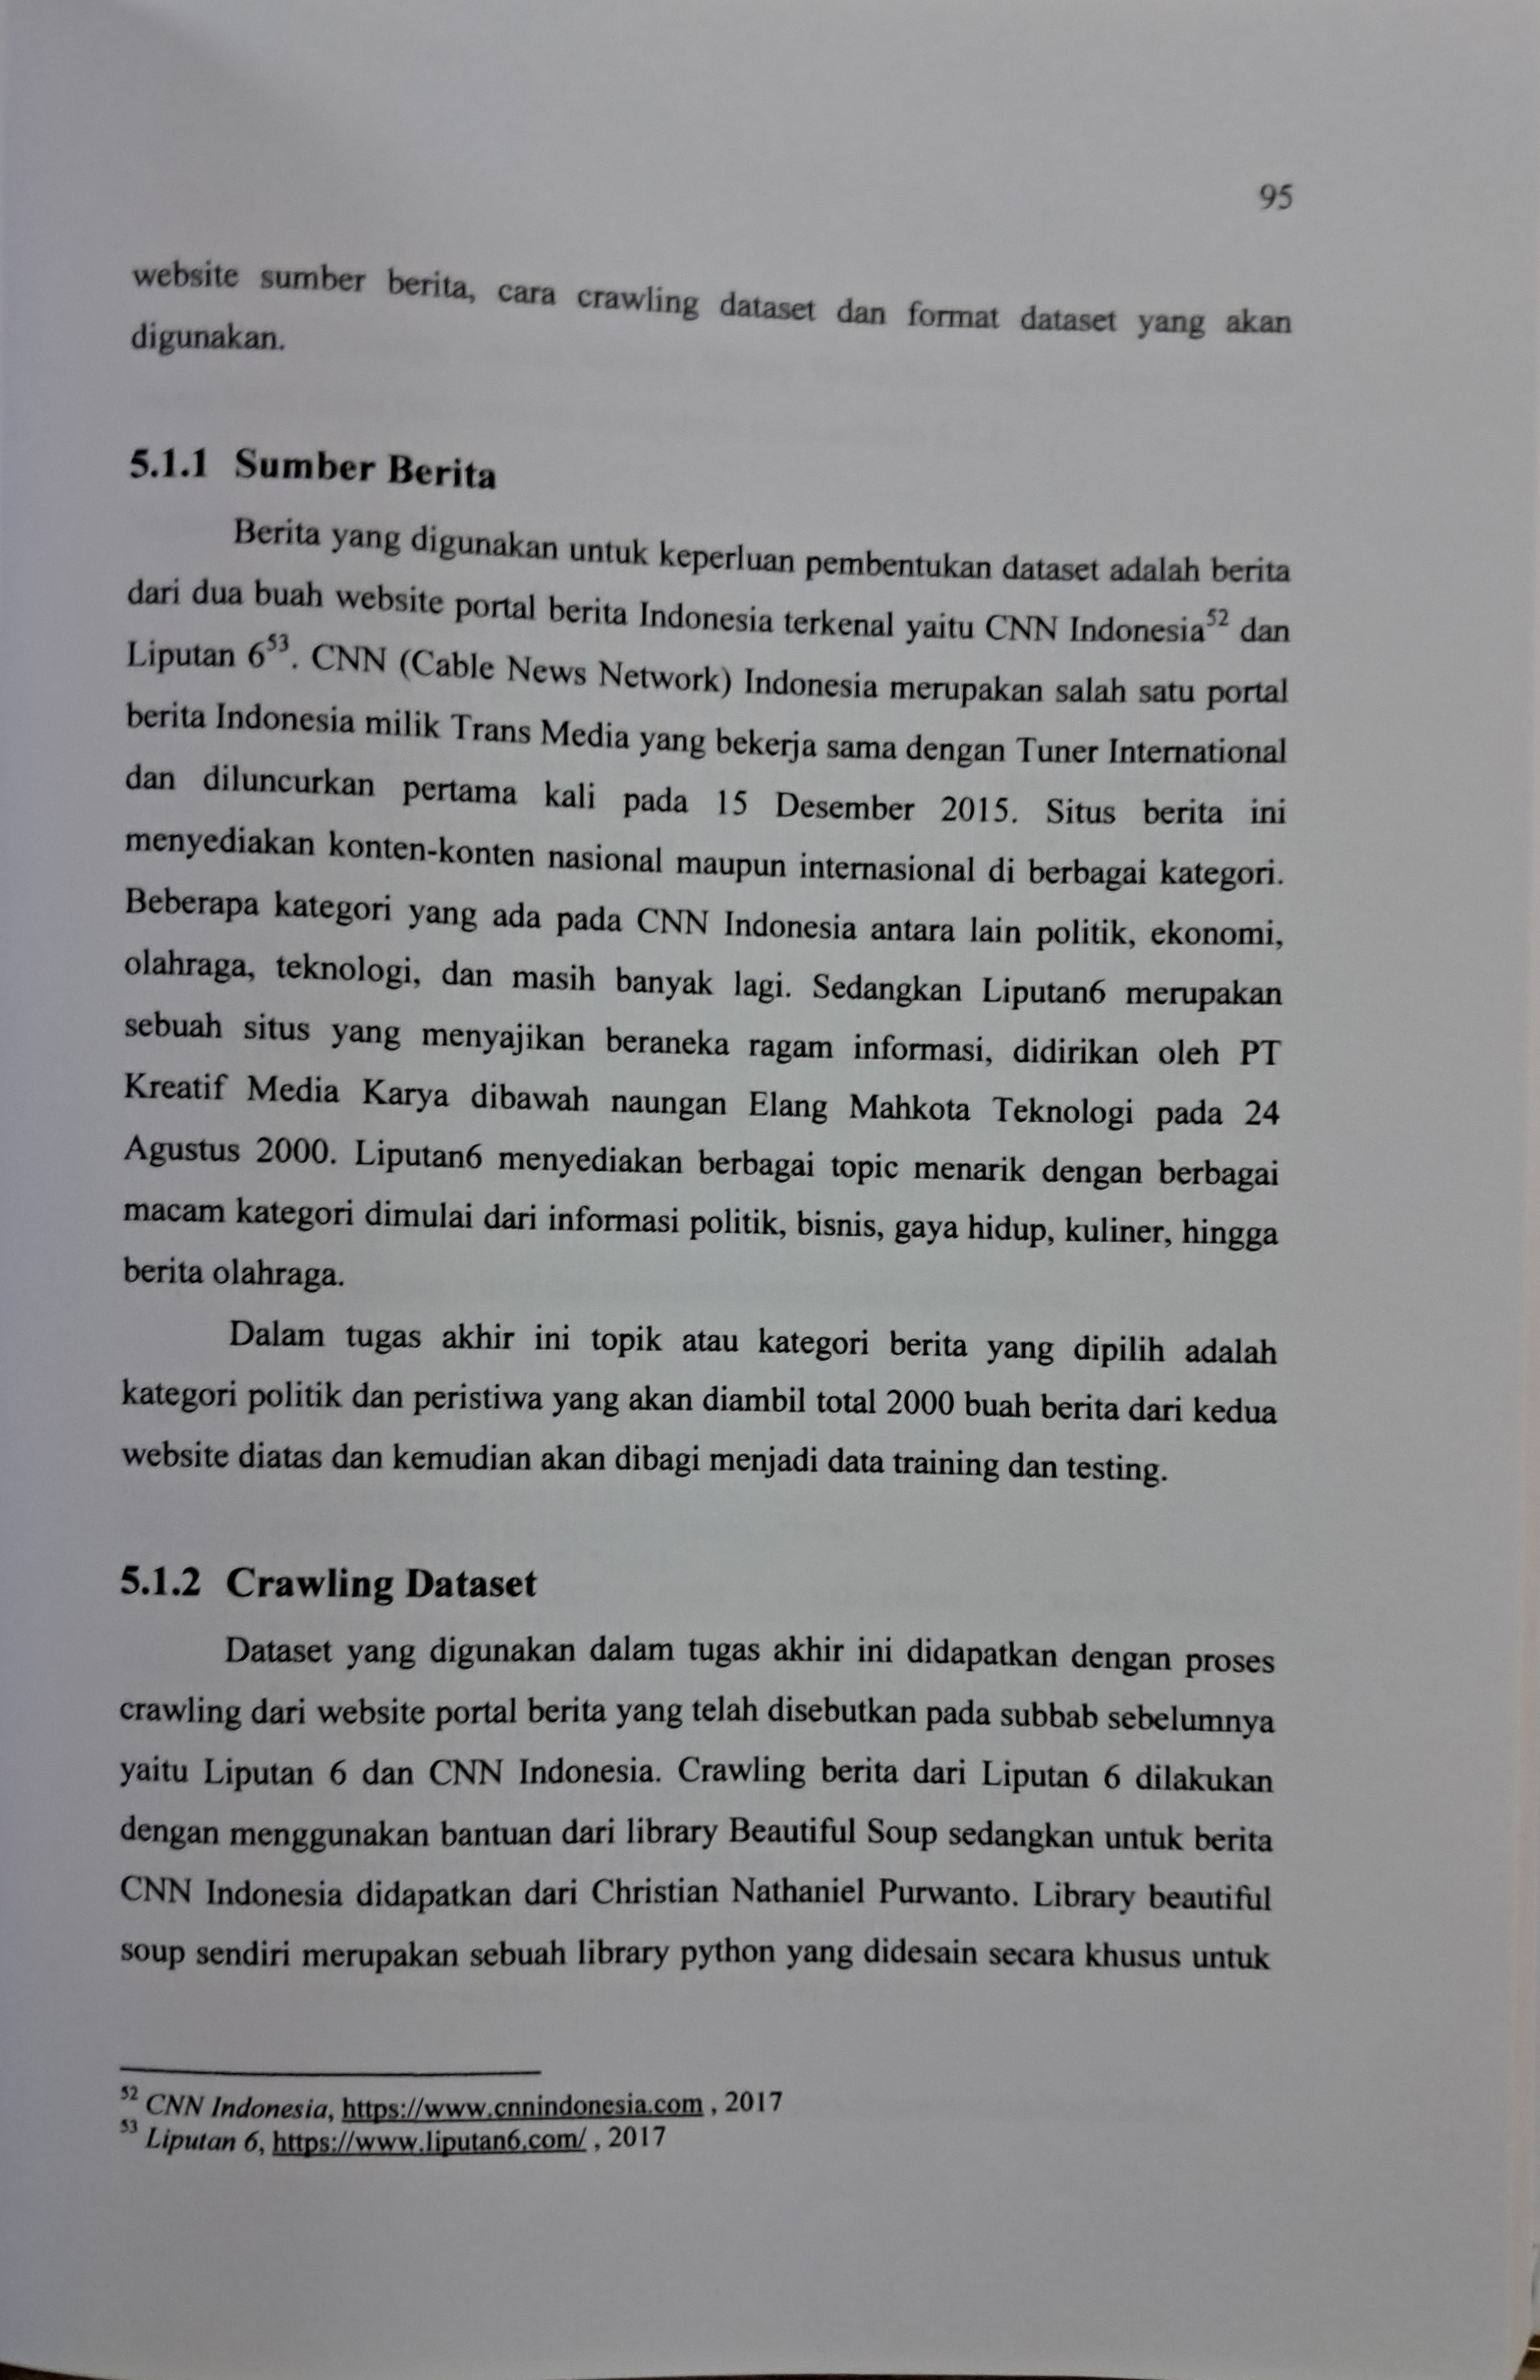 95
website sumber berita, cara crawling dataset dan format dataset yang akan
digunakan.
5.1.1 Sumber Berita
Berita yang digunakan untuk keperluan pembentukan dataset adalah berita
dari dua buah website portal berita Indonesia terkenal yaitu CNN Indonesia52 dan
Liputan 653. CNN (Cable News Network) Indonesia merupakan salah satu portal
berita Indonesia milik Trans Media yang bekerja sama dengan Tuner International
dan diluncurkan pertama kali pada 15 Desember 2015. Situs berita ini
menyediakan konten-konten nasional maupun internasional di berbagai kategori.
Beberapa kategori yang ada pada CNN Indonesia antara lain politik, ekonomi,
olahraga, teknologi, dan masih banyak lagi. Sedangkan Liputan6 merupakan
sebuah situs yang menyajikan beraneka ragam informasi, didirikan oleh PT
Kreatif Media Karya dibawah naungan Elang Mahkota Teknologi pada 24
Agustus 2000. Liputan6 menyediakan berbagai topic menarik dengan berbagai
macam kategori dimulai dari informasi politik, bisnis, gaya hidup, kuliner, hingga
berita olahraga.
Dalam tugas akhir ini topik atau kategori berita yang dipilih adalah
kategori politik dan peristiwa yang akan diambil total 2000 buah berita dari kedua
website diatas dan kemudian akan dibagi menjadi data training dan testing.
5.1.2 Crawling Dataset
Dataset yang digunakan dalam tugas akhir ini didapatkan dengan proses
crawling dari website portal berita yang telah disebutkan pada subbab sebelumnya
yaitu Liputan 6 dan CNN Indonesia. Crawling berita dari Liputan 6 dilakukan
dengan menggunakan bantuan dari library Beautiful Soup sedangkan untuk berita
CNN Indonesia didapatkan dari Christian Nathaniel Purwanto. Library beautiful
soup sendiri merupakan sebuah library python yang didesain secara khusus untuk
52 CNN Indonesia, https://www.cnnindonesia.com , 2017
53 Liputan 6, https://www.liputan6.com/ , 2017